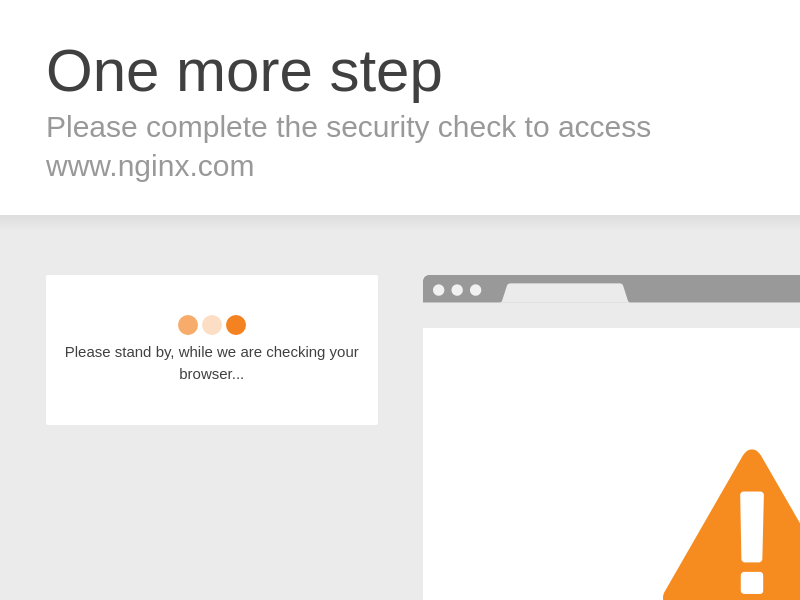 One more step
Please complete the security check to access
www.nginx.com
Please stand by, while we are checking your
browser...